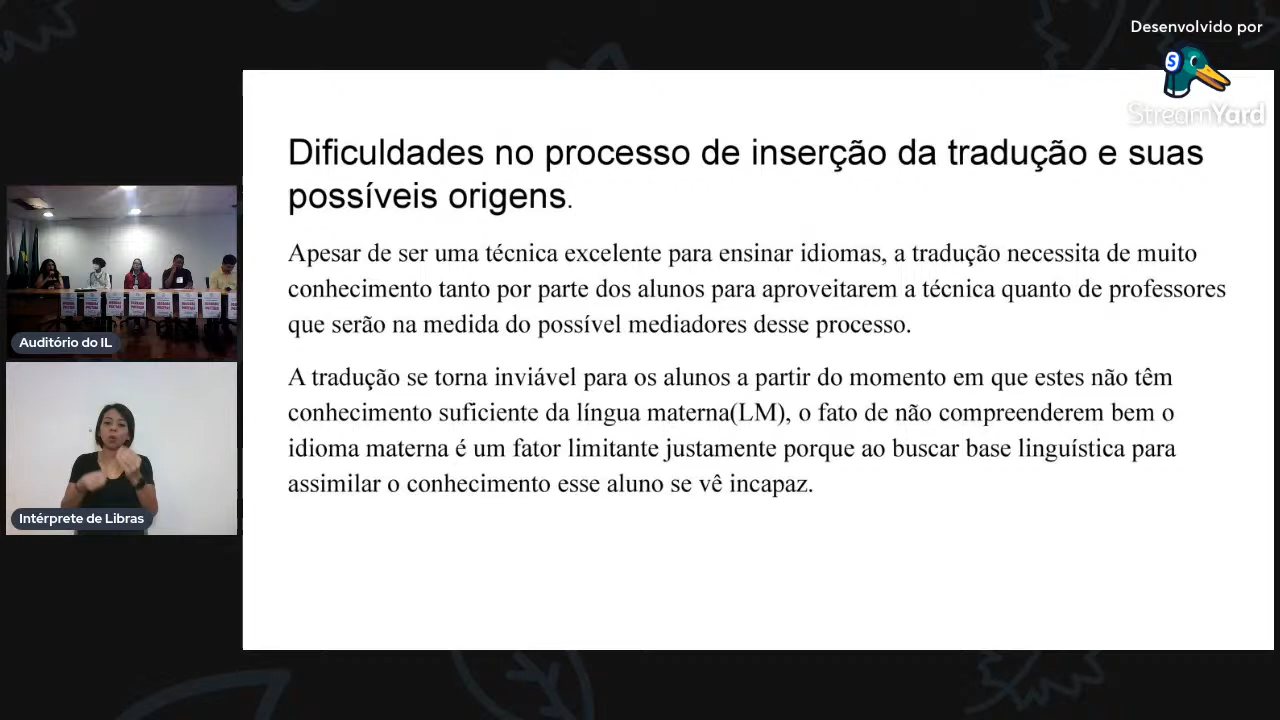 Desenvolvido por
StreamYard
Dificuldades no processo de inserção da tradução e suas
possíveis origens.
Apesar de ser uma técnica excelente para ensinar idiomas, a tradução necessita de muito
conhecimento tanto por parte dos alunos para aproveitarem a técnica quanto de professores
que serão na medida do possível mediadores desse processo.
A tradução se torna inviável para os alunos a partir do momento em que estes não têm
conhecimento suficiente da língua materna(LM), o fato de não compreenderem bem o
idioma materna é um fator limitante justamente porque ao buscar base linguística para
assimilar o conhecimento esse aluno se vê incapaz.
Auditório do IL
Intérprete de Libras